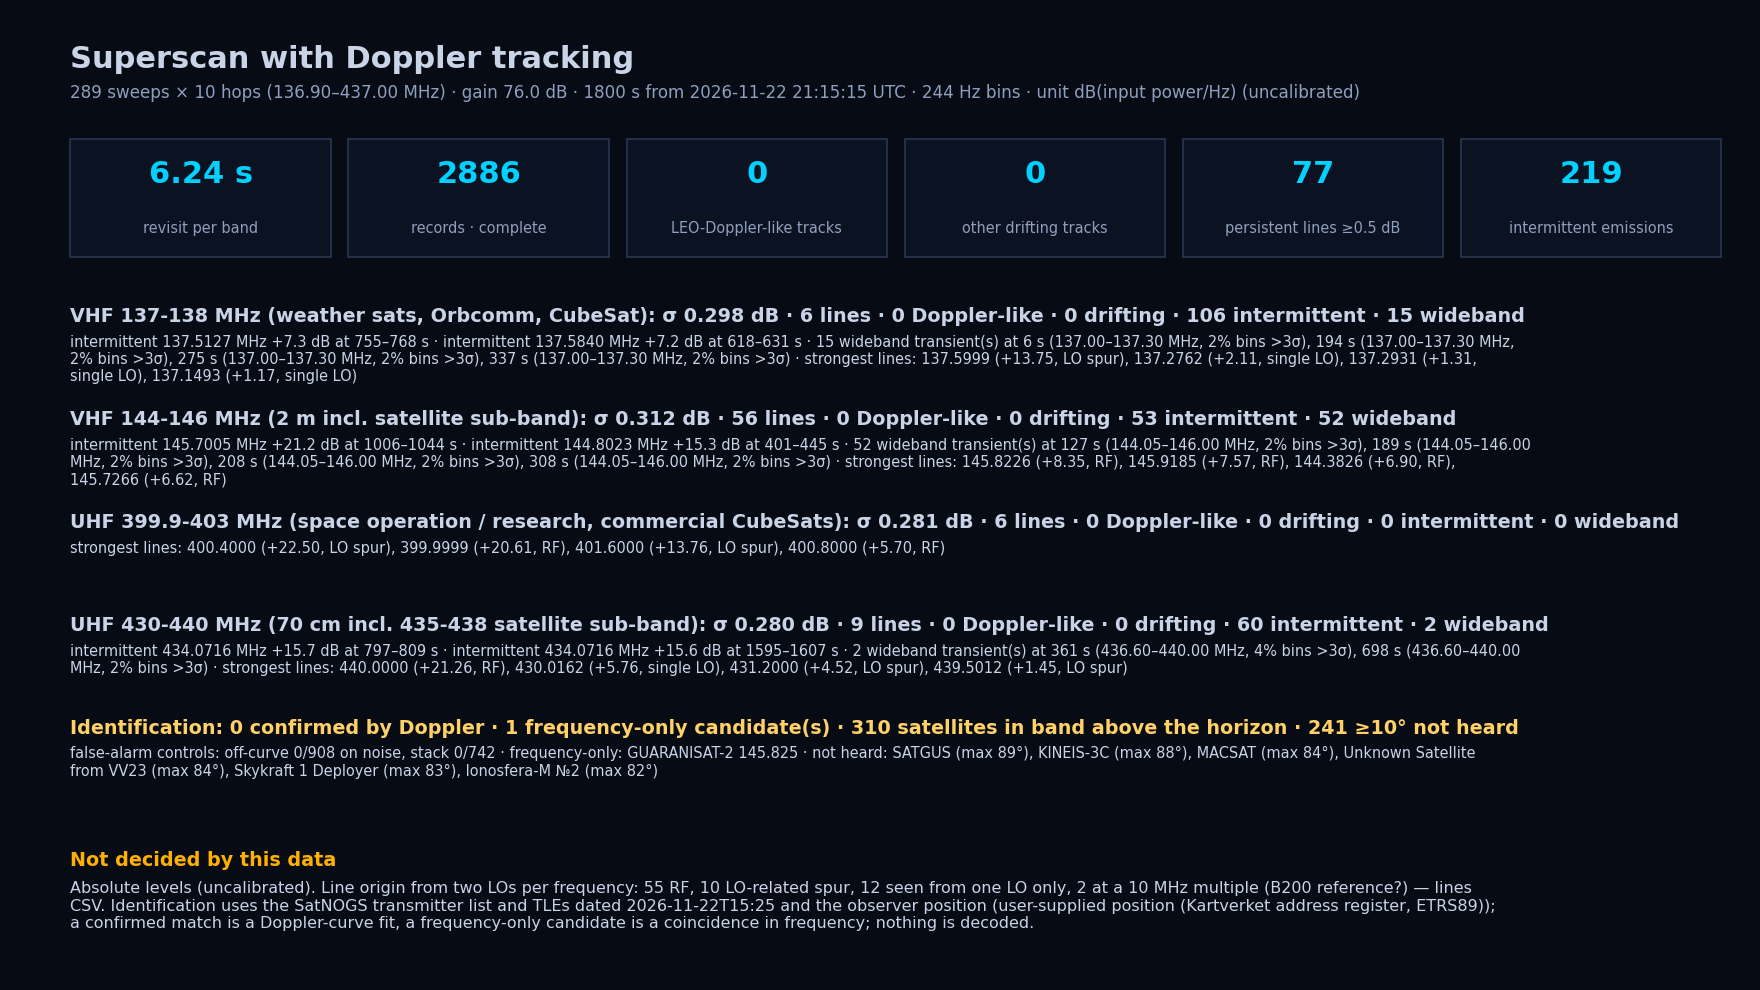 Superscan with Doppler tracking
289 sweeps × 10 hops (136.90–437.00 MHz) · gain 76.0 dB · 1800 s from 2026-11-22 21:15:15 UTC · 244 Hz bins · unit dB(input power/Hz) (uncalibrated)
6.24 s
revisit per band
2886
records · complete
0
LEO-Doppler-like tracks
0
other drifting tracks
77
persistent lines ≥0.5 dB
219
intermittent emissions
VHF 137-138 MHz (weather sats, Orbcomm, CubeSat): σ 0.298 dB · 6 lines · 0 Doppler-like · 0 drifting · 106 intermittent · 15 wideband
intermittent 137.5127 MHz +7.3 dB at 755–768 s · intermittent 137.5840 MHz +7.2 dB at 618–631 s · 15 wideband transient(s) at 6 s (137.00–137.30 MHz, 2% bins >3σ), 194 s (137.00–137.30 MHz,
2% bins >3σ), 275 s (137.00–137.30 MHz, 2% bins >3σ), 337 s (137.00–137.30 MHz, 2% bins >3σ) · strongest lines: 137.5999 (+13.75, LO spur), 137.2762 (+2.11, single LO), 137.2931 (+1.31,
single LO), 137.1493 (+1.17, single LO)
VHF 144-146 MHz (2 m incl. satellite sub-band): σ 0.312 dB · 56 lines · 0 Doppler-like · 0 drifting · 53 intermittent · 52 wideband
intermittent 145.7005 MHz +21.2 dB at 1006–1044 s · intermittent 144.8023 MHz +15.3 dB at 401–445 s · 52 wideband transient(s) at 127 s (144.05–146.00 MHz, 2% bins >3σ), 189 s (144.05–146.00
MHz, 2% bins >3σ), 208 s (144.05–146.00 MHz, 2% bins >3σ), 308 s (144.05–146.00 MHz, 2% bins >3σ) · strongest lines: 145.8226 (+8.35, RF), 145.9185 (+7.57, RF), 144.3826 (+6.90, RF),
145.7266 (+6.62, RF)
UHF 399.9-403 MHz (space operation / research, commercial CubeSats): σ 0.281 dB · 6 lines · 0 Doppler-like · 0 drifting · 0 intermittent · 0 wideband
strongest lines: 400.4000 (+22.50, LO spur), 399.9999 (+20.61, RF), 401.6000 (+13.76, LO spur), 400.8000 (+5.70, RF)
UHF 430-440 MHz (70 cm incl. 435-438 satellite sub-band): σ 0.280 dB · 9 lines · 0 Doppler-like · 0 drifting · 60 intermittent · 2 wideband
intermittent 434.0716 MHz +15.7 dB at 797–809 s · intermittent 434.0716 MHz +15.6 dB at 1595–1607 s · 2 wideband transient(s) at 361 s (436.60–440.00 MHz, 4% bins >3σ), 698 s (436.60–440.00
MHz, 2% bins >3σ) · strongest lines: 440.0000 (+21.26, RF), 430.0162 (+5.76, single LO), 431.2000 (+4.52, LO spur), 439.5012 (+1.45, LO spur)
Identification: 0 confirmed by Doppler · 1 frequency-only candidate(s) · 310 satellites in band above the horizon · 241 ≥10° not heard
false-alarm controls: off-curve 0/908 on noise, stack 0/742 · frequency-only: GUARANISAT-2 145.825 · not heard: SATGUS (max 89°), KINEIS-3C (max 88°), MACSAT (max 84°), Unknown Satellite
from VV23 (max 84°), Skykraft 1 Deployer (max 83°), Ionosfera-M №2 (max 82°)
Not decided by this data
Absolute levels (uncalibrated). Line origin from two LOs per frequency: 55 RF, 10 LO-related spur, 12 seen from one LO only, 2 at a 10 MHz multiple (B200 reference?) — lines
CSV. Identification uses the SatNOGS transmitter list and TLEs dated 2026-11-22T15:25 and the observer position (user-supplied position (Kartverket address register, ETRS89));
a confirmed match is a Doppler-curve fit, a frequency-only candidate is a coincidence in frequency; nothing is decoded.